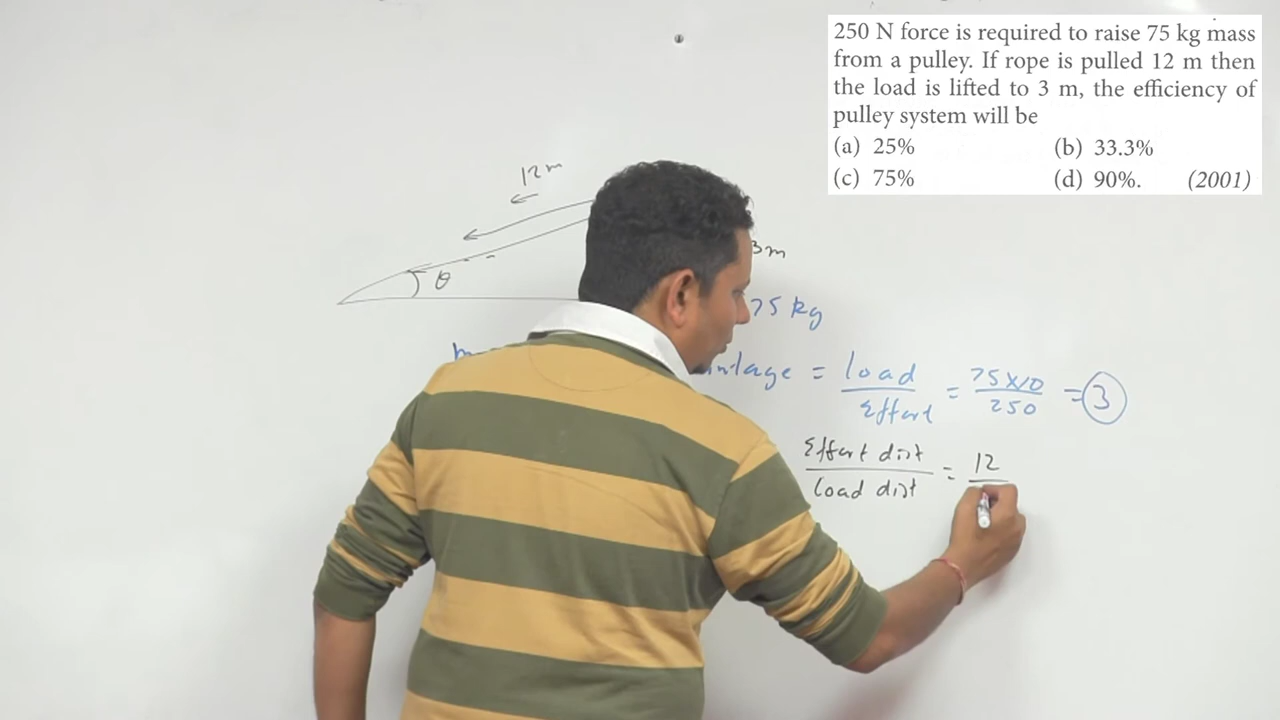 250 N force is required to raise 75 kg mass
from a pulley. If rope is pulled 12 m then
the load is lifted to 3 m, the efficiency of
pulley system will be
(a) 25% (b) 33.3%
(c) 75% (d) 90%. (2001)
12 m
θ
3m
75 kg
= load / Effort = 75×10 / 250 = 3
Effort dist / load dist = 12